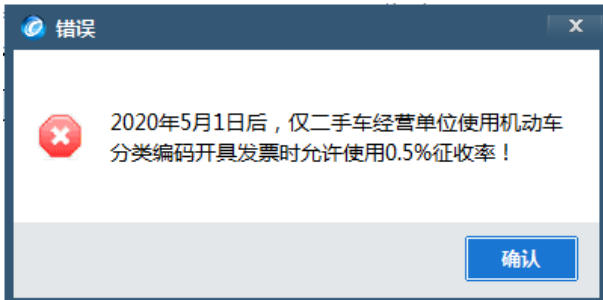 错误
2020年5月1日后，仅二手车经营单位使用机动车
分类编码开具发票时允许使用0.5%征收率！
确认